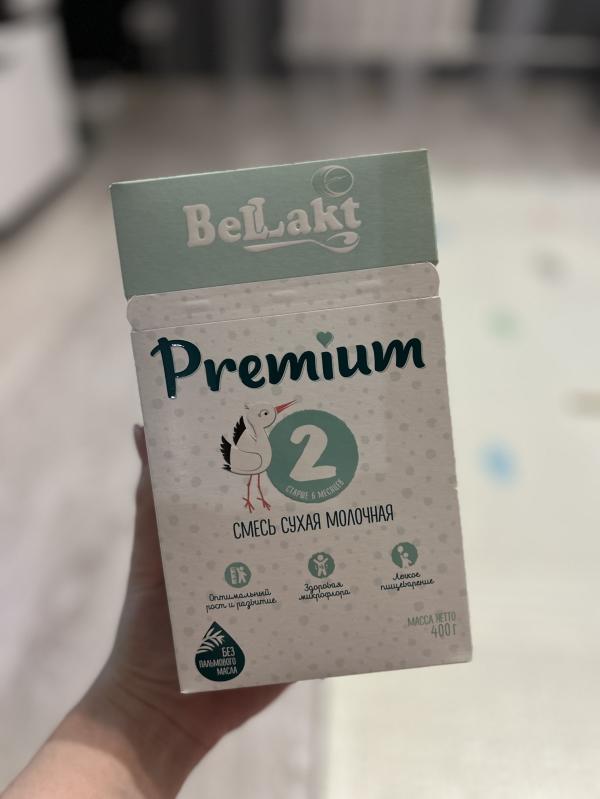 BeLLakt
Premium
2
СТАРШЕ 6 МЕСЯЦЕВ
СМЕСЬ СУХАЯ МОЛОЧНАЯ
Оптимальный
рост и развитие
Здоровая
микрофлора
Лёгкое
пищеварение
МАССА НЕТТО
400 г
БЕЗ
ПАЛЬМОВОГО
МАСЛА